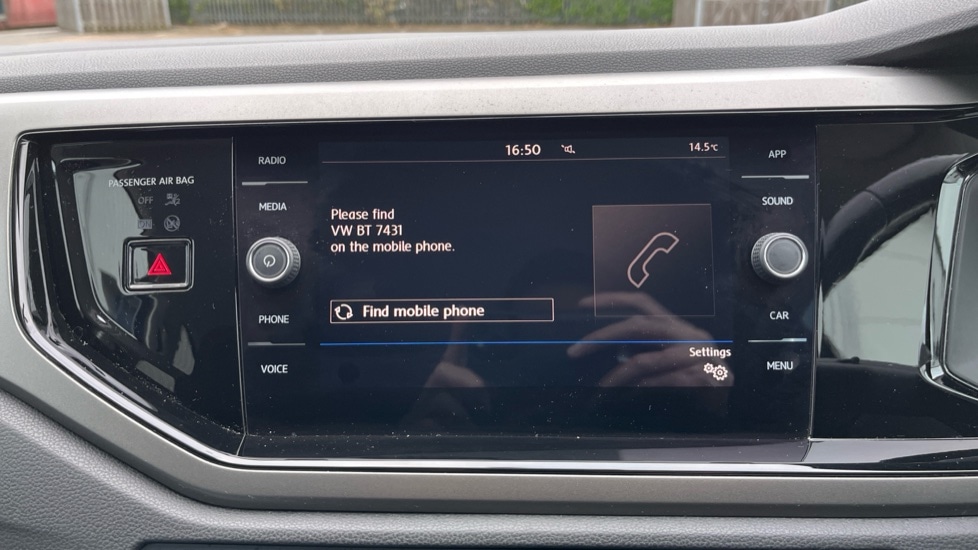 PASSENGER AIR BAG
OFF
RADIO
MEDIA
PHONE
VOICE
16:50
14.5°C
Please find
VW BT 7431
on the mobile phone.
Find mobile phone
Settings
APP
SOUND
CAR
MENU